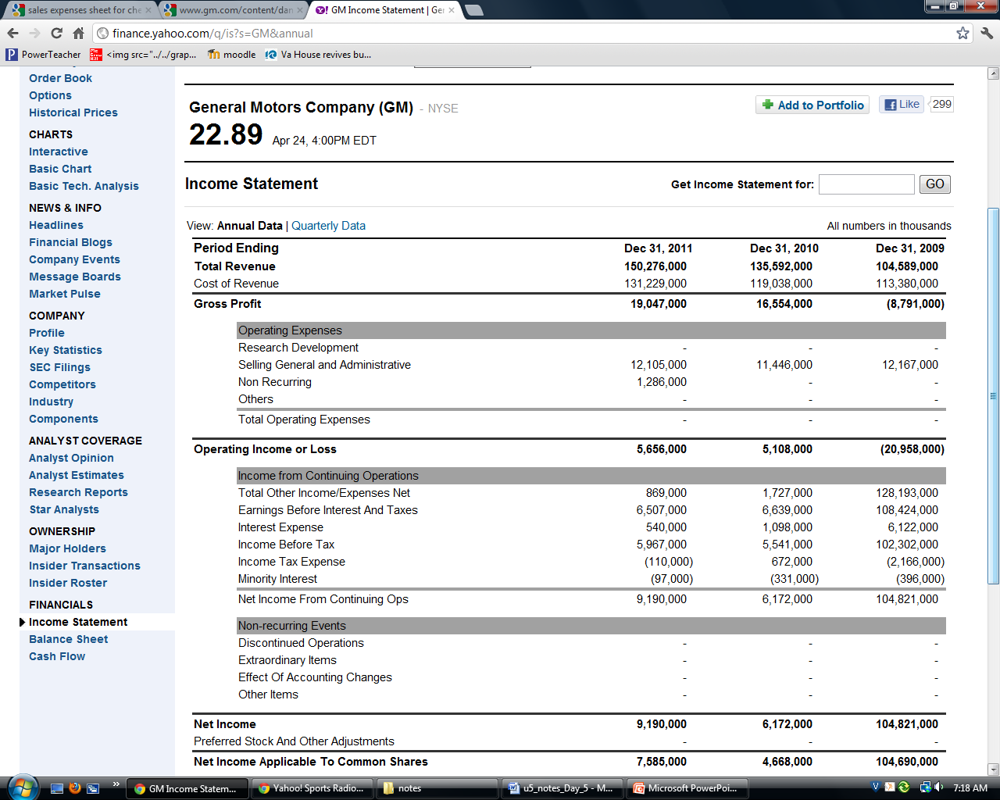 sales expenses sheet for che
www.gm.com/content/dan
Y! GM Income Statement | Ger
finance.yahoo.com/q/is?s=GM&annual
PowerTeacher <img src="../../grap... moodle Va House revives bu...
Order Book
Options
Historical Prices
CHARTS
Interactive
Basic Chart
Basic Tech. Analysis
NEWS & INFO
Headlines
Financial Blogs
Company Events
Message Boards
Market Pulse
COMPANY
Profile
Key Statistics
SEC Filings
Competitors
Industry
Components
ANALYST COVERAGE
Analyst Opinion
Analyst Estimates
Research Reports
Star Analysts
OWNERSHIP
Major Holders
Insider Transactions
Insider Roster
FINANCIALS
Income Statement
Balance Sheet
Cash Flow
General Motors Company (GM) - NYSE
Add to Portfolio Like 299
22.89 Apr 24, 4:00PM EDT
Income Statement
Get Income Statement for: GO
View: Annual Data | Quarterly Data All numbers in thousands
Period Ending Dec 31, 2011 Dec 31, 2010 Dec 31, 2009
Total Revenue 150,276,000 135,592,000 104,589,000
Cost of Revenue 131,229,000 119,038,000 113,380,000
Gross Profit 19,047,000 16,554,000 (8,791,000)
Operating Expenses
Research Development - - -
Selling General and Administrative 12,105,000 11,446,000 12,167,000
Non Recurring 1,286,000 - -
Others - - -
Total Operating Expenses - - -
Operating Income or Loss 5,656,000 5,108,000 (20,958,000)
Income from Continuing Operations
Total Other Income/Expenses Net 869,000 1,727,000 128,193,000
Earnings Before Interest And Taxes 6,507,000 6,639,000 108,424,000
Interest Expense 540,000 1,098,000 6,122,000
Income Before Tax 5,967,000 5,541,000 102,302,000
Income Tax Expense (110,000) 672,000 (2,166,000)
Minority Interest (97,000) (331,000) (396,000)
Net Income From Continuing Ops 9,190,000 6,172,000 104,821,000
Non-recurring Events
Discontinued Operations - - -
Extraordinary Items - - -
Effect Of Accounting Changes - - -
Other Items - - -
Net Income 9,190,000 6,172,000 104,821,000
Preferred Stock And Other Adjustments - - -
Net Income Applicable To Common Shares 7,585,000 4,668,000 104,690,000
GM Income Statem... Yahoo! Sports Radio... notes u5_notes_Day_5 - M... Microsoft PowerPoi... 7:18 AM